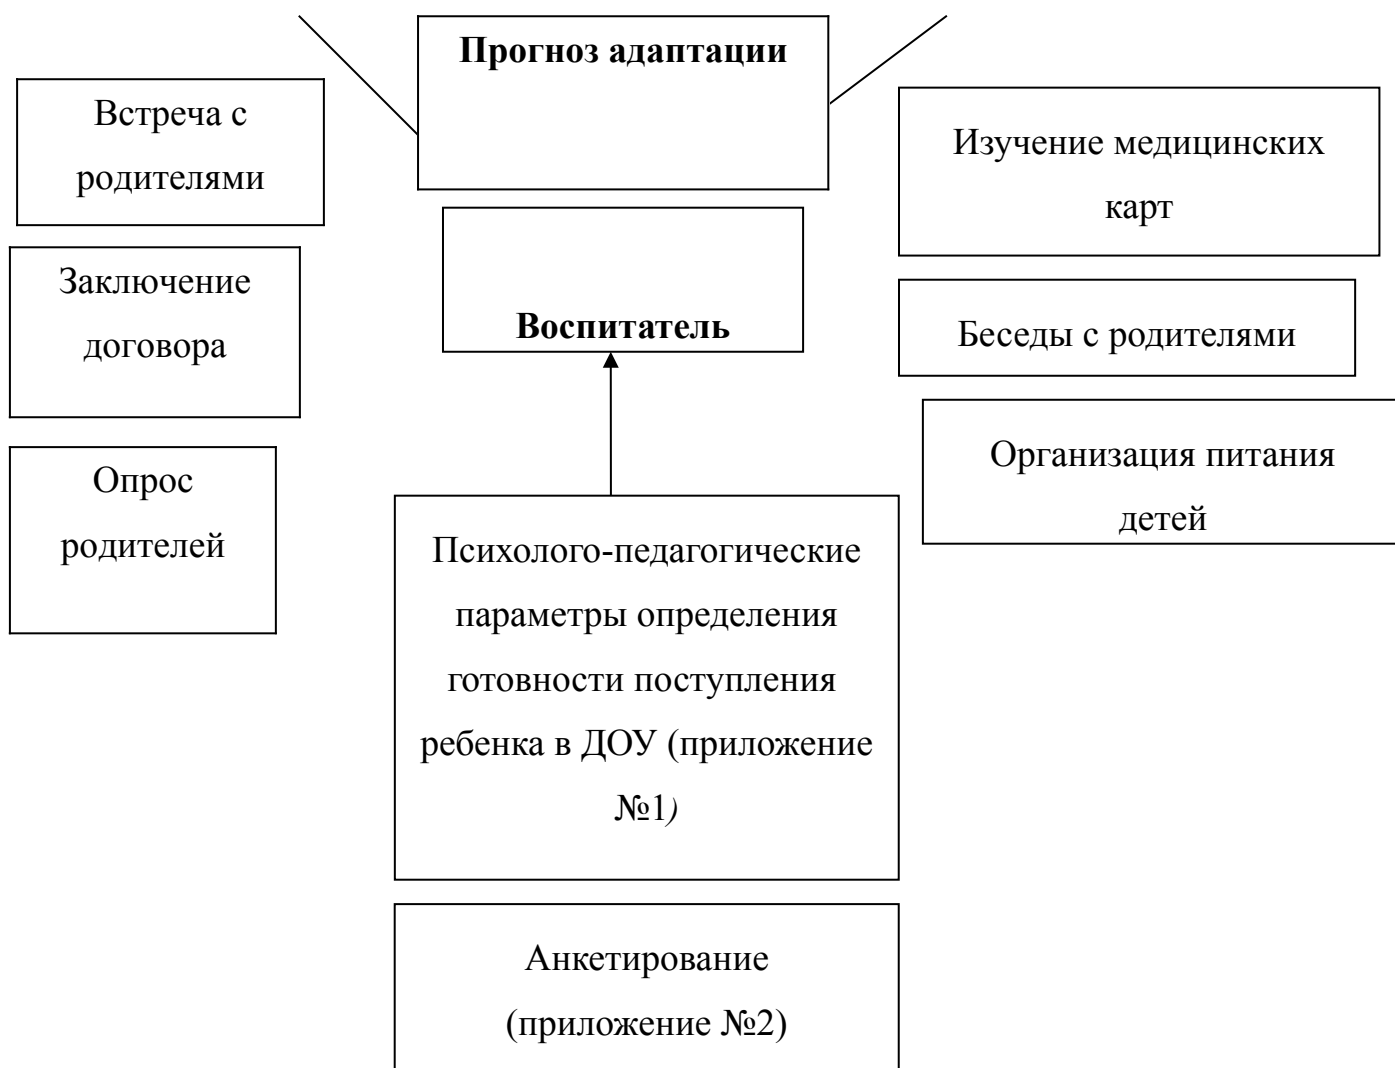 Прогноз адаптации
Встреча с
родителями
Заключение
договора
Опрос
родителей
Воспитатель
Психолого-педагогические
параметры определения
готовности поступления
ребенка в ДОУ (приложение
№1)
Анкетирование
(приложение №2)
Изучение медицинских
карт
Беседы с родителями
Организация питания
детей